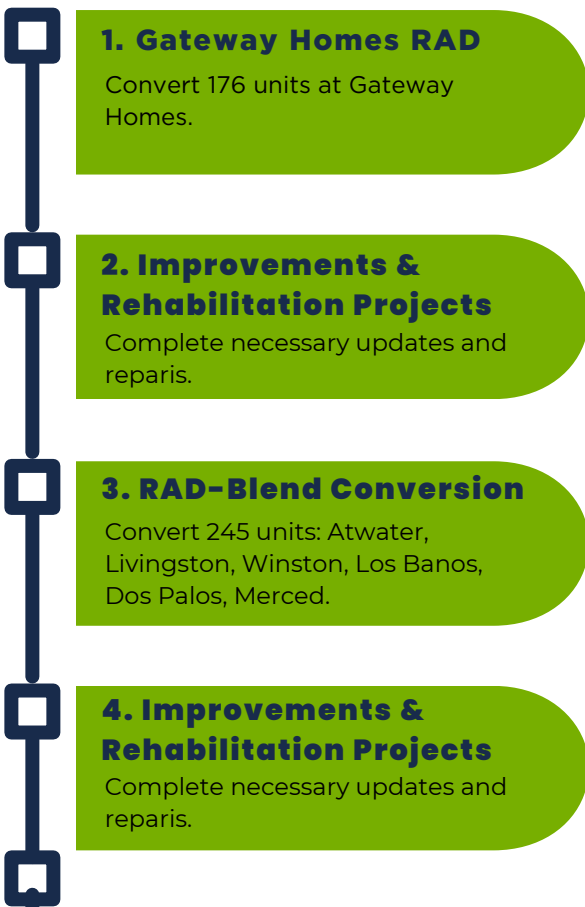 1. Gateway Homes RAD
Convert 176 units at Gateway
Homes.
2. Improvements &
Rehabilitation Projects
Complete necessary updates and
reparis.
3. RAD-Blend Conversion
Convert 245 units: Atwater,
Livingston, Winston, Los Banos,
Dos Palos, Merced.
4. Improvements &
Rehabilitation Projects
Complete necessary updates and
reparis.